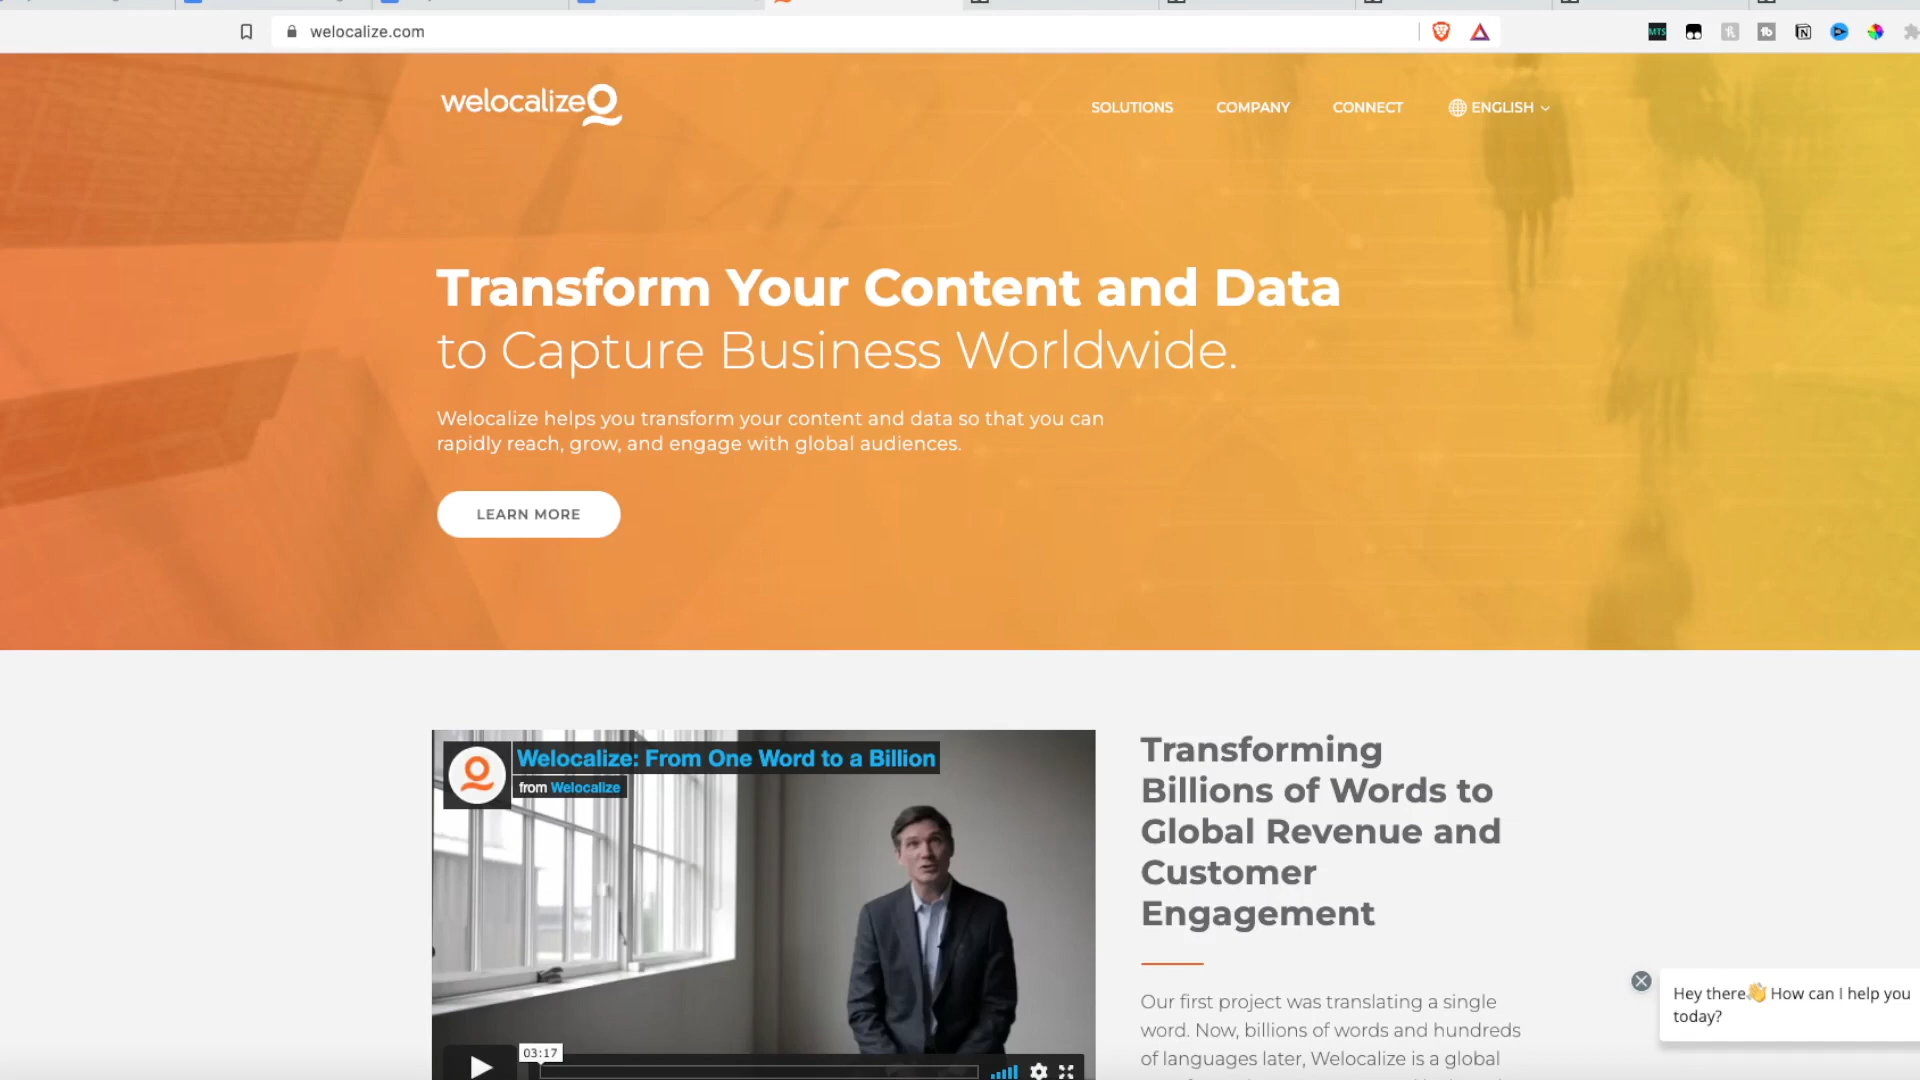 welocalize.com
MTS
welocalize
SOLUTIONS
COMPANY
CONNECT
ENGLISH
Transform Your Content and Data
to Capture Business Worldwide.
Welocalize helps you transform your content and data so that you can
rapidly reach, grow, and engage with global audiences.
LEARN MORE
Welocalize: From One Word to a Billion
from Welocalize
03:17
Transforming
Billions of Words to
Global Revenue and
Customer
Engagement
Our first project was translating a single
word. Now, billions of words and hundreds
of languages later, Welocalize is a global
Hey there👋 How can I help you
today?